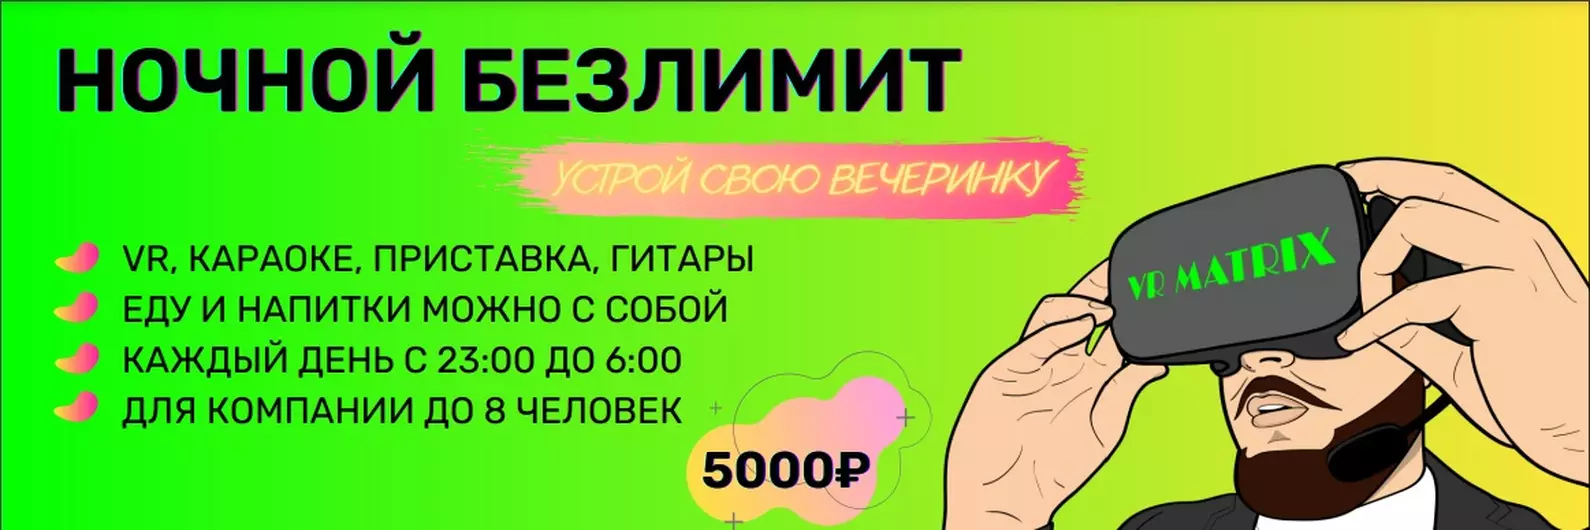 НОЧНОЙ БЕЗЛИМИТ
УСТРОЙ СВОЮ ВЕЧЕРИНКУ
VR, КАРАОКЕ, ПРИСТАВКА, ГИТАРЫ
ЕДУ И НАПИТКИ МОЖНО С СОБОЙ
КАЖДЫЙ ДЕНЬ С 23:00 ДО 6:00
ДЛЯ КОМПАНИИ ДО 8 ЧЕЛОВЕК
5000₽
VR MATRIX